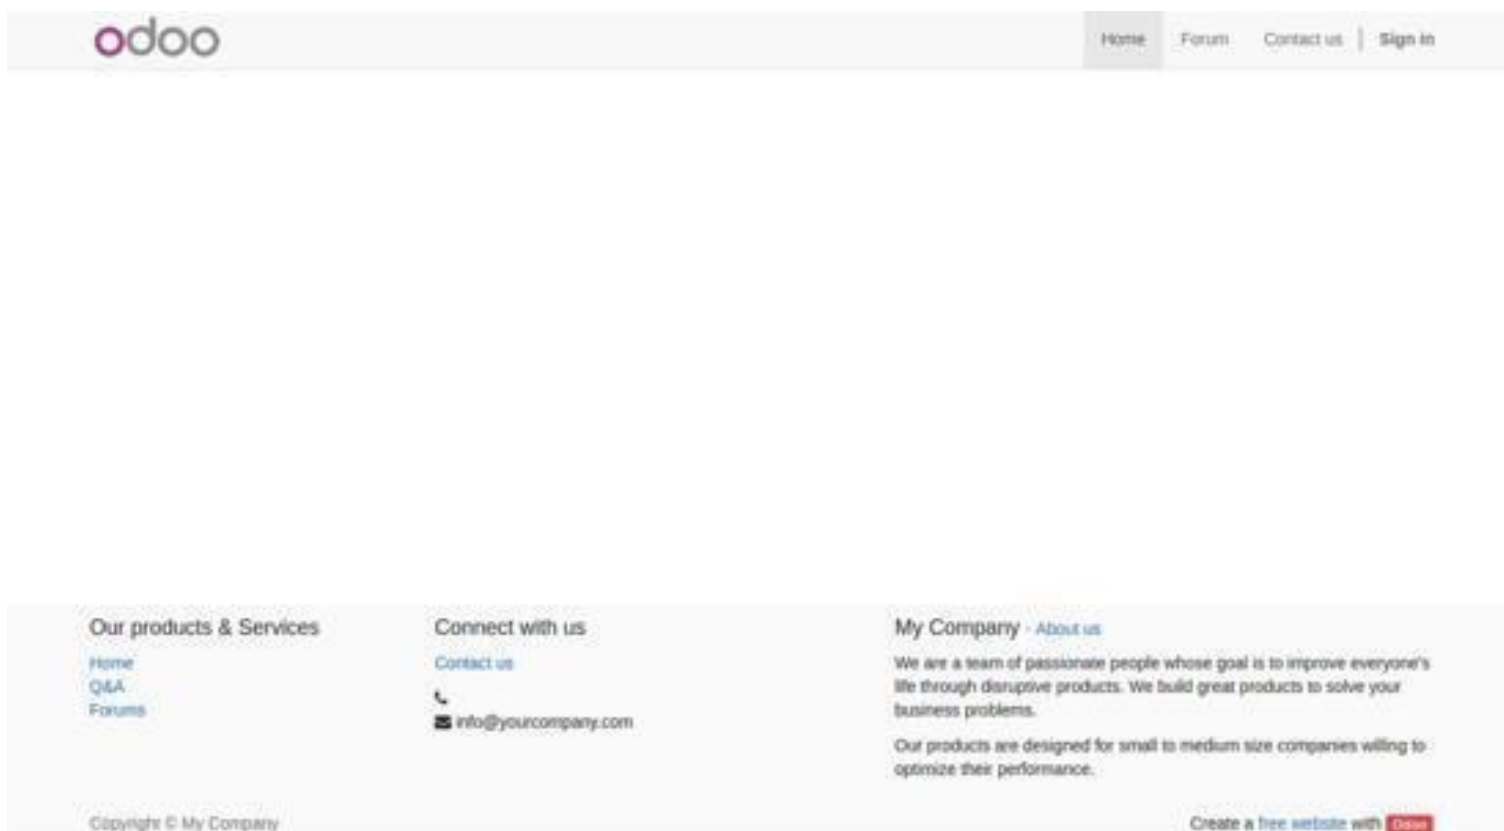 odoo
Home Forum Contact us | Sign in
Our products & Services
Home
Q&A
Forums
Connect with us
Contact us
info@yourcompany.com
My Company - About us
We are a team of passionate people whose goal is to improve everyone's
life through disruptive products. We build great products to solve your
business problems.
Our products are designed for small to medium size companies willing to
optimize their performance.
Copyright © My Company
Create a free website with Odoo